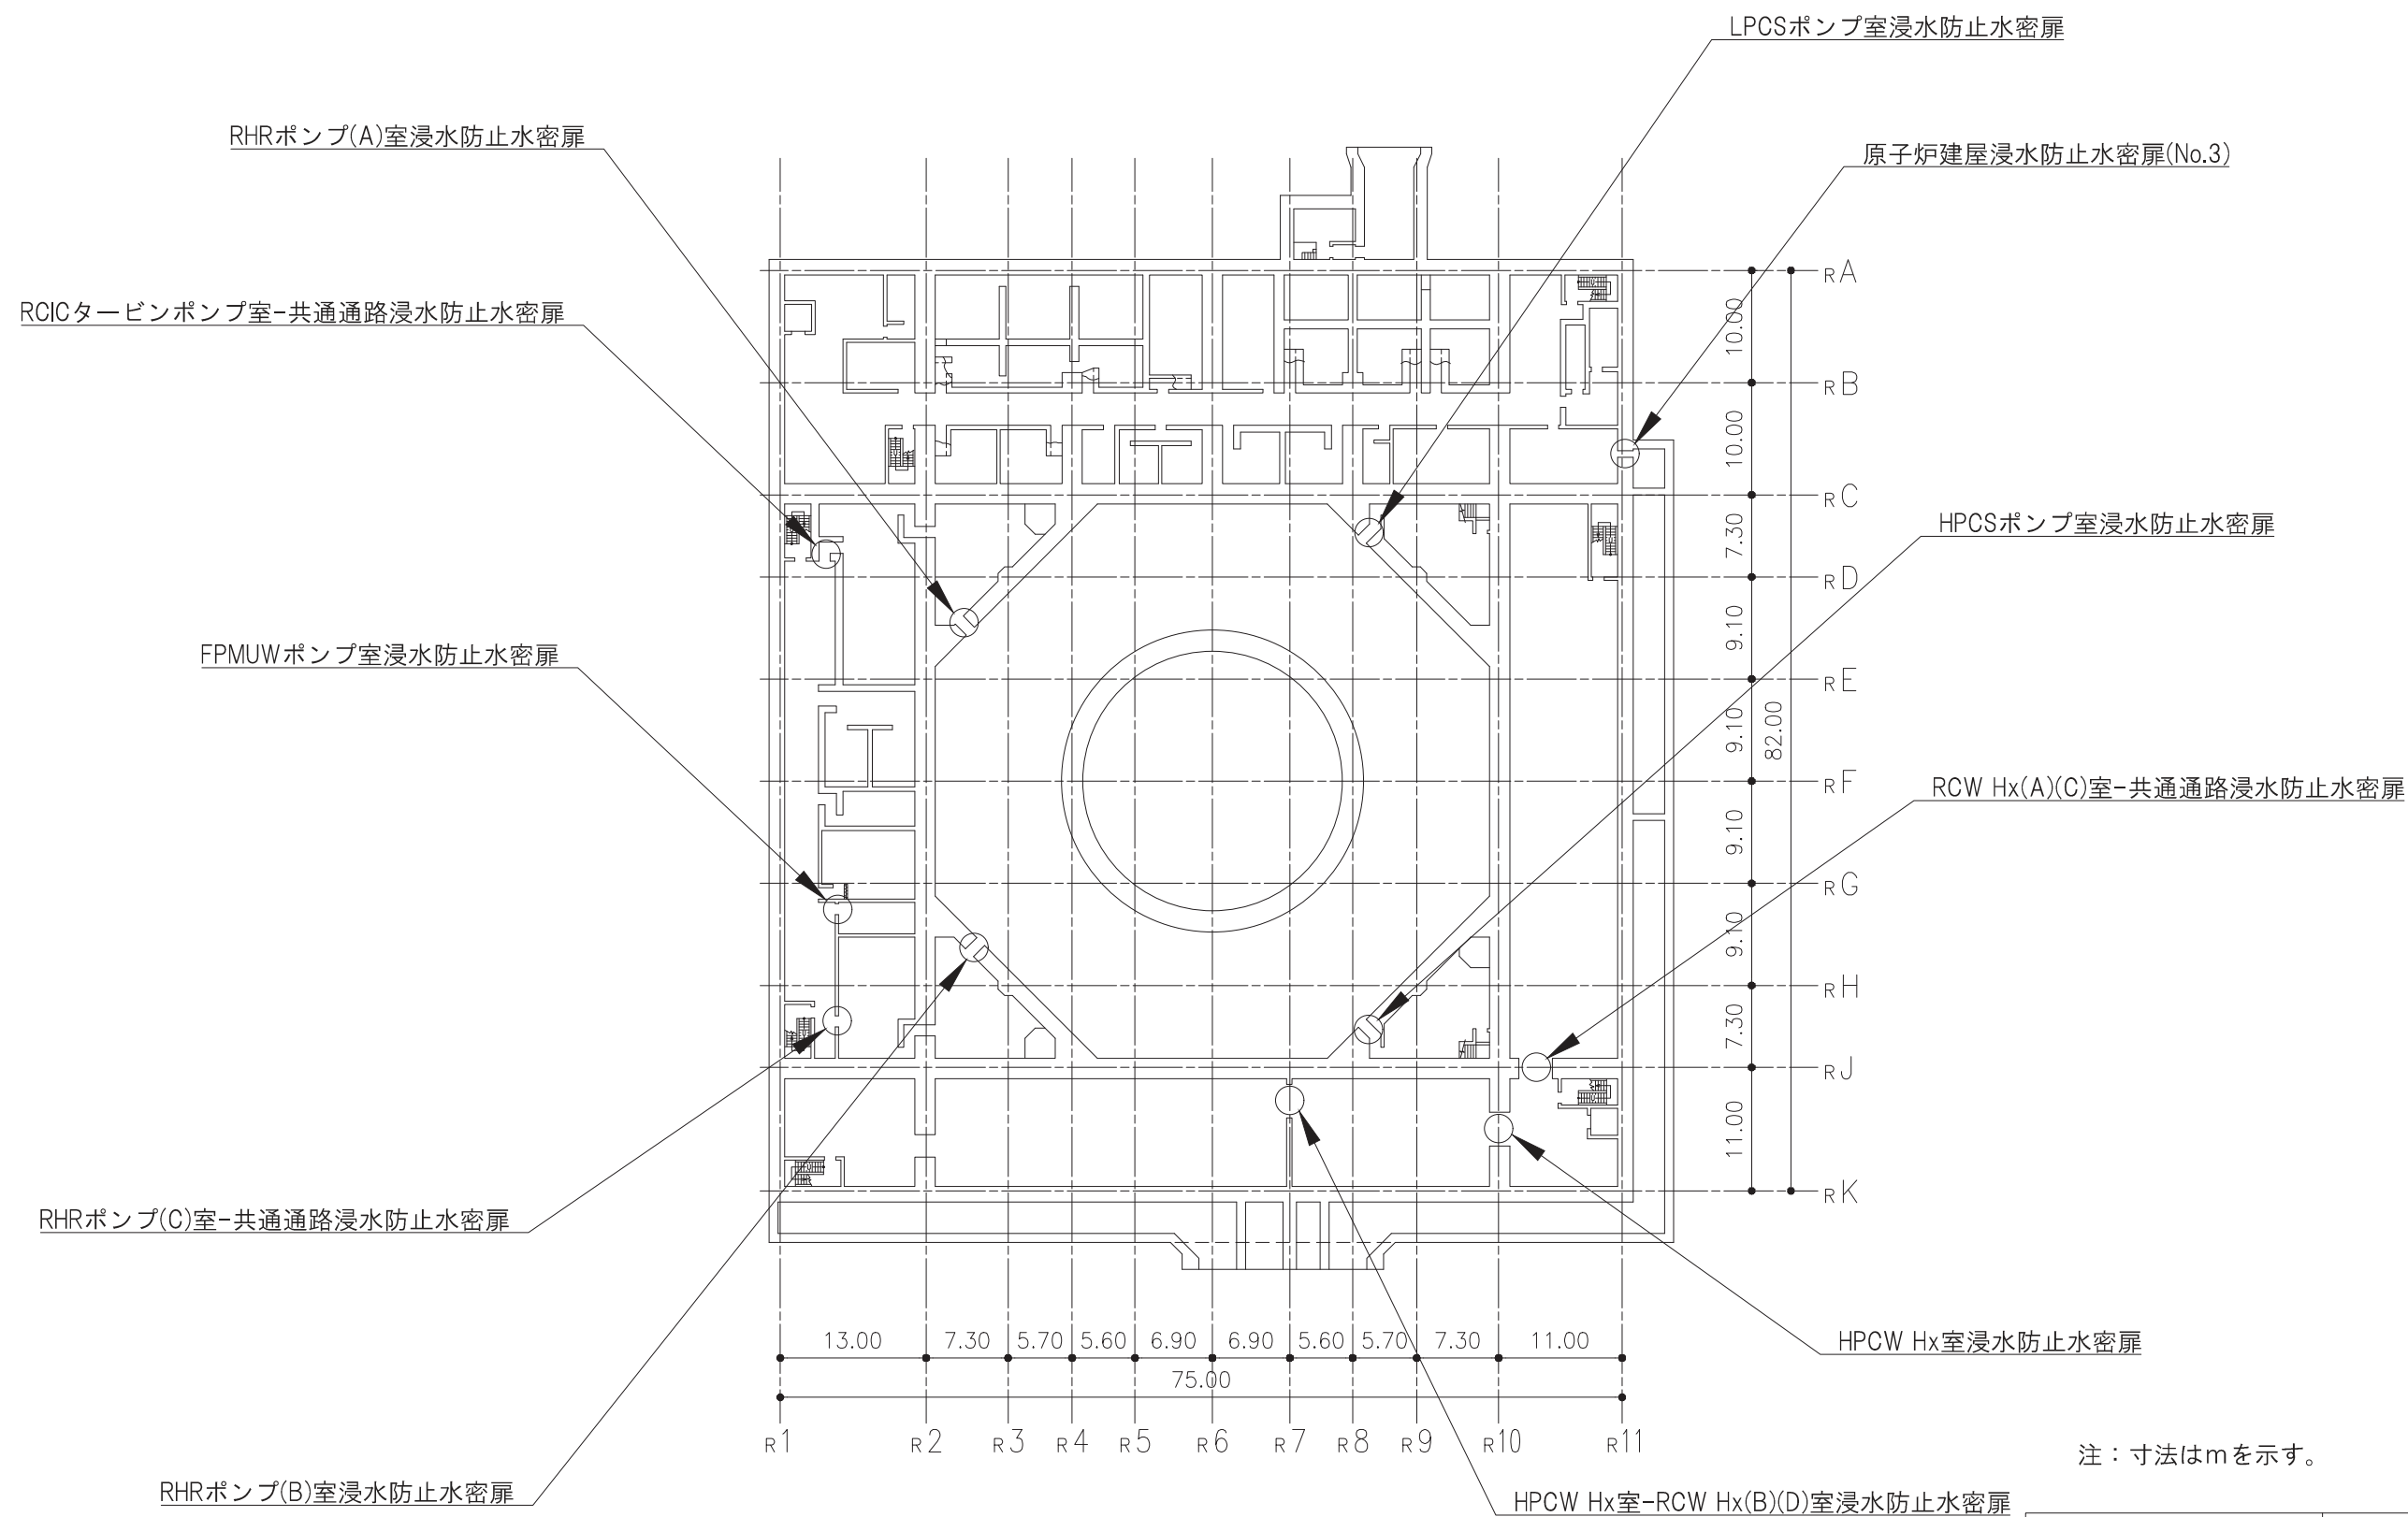 LPCSポンプ室浸水防止水密扉
RHRポンプ(A)室浸水防止水密扉
原子炉建屋浸水防止水密扉(No.3)
RCICタービンポンプ室-共通通路浸水防止水密扉
HPCSポンプ室浸水防止水密扉
FPMUWポンプ室浸水防止水密扉
RCW Hx(A)(C)室-共通通路浸水防止水密扉
RHRポンプ(C)室-共通通路浸水防止水密扉
HPCW Hx室浸水防止水密扉
RHRポンプ(B)室浸水防止水密扉
HPCW Hx室-RCW Hx(B)(D)室浸水防止水密扉
RA
10.00
RB
10.00
RC
7.30
RD
9.10
RE
9.10
82.00
RF
9.10
RG
9.10
RH
7.30
RJ
11.00
RK
13.00 7.30 5.70 5.60 6.90 6.90 5.60 5.70 7.30 11.00
75.00
R1 R2 R3 R4 R5 R6 R7 R8 R9 R10 R11
注：寸法はmを示す。